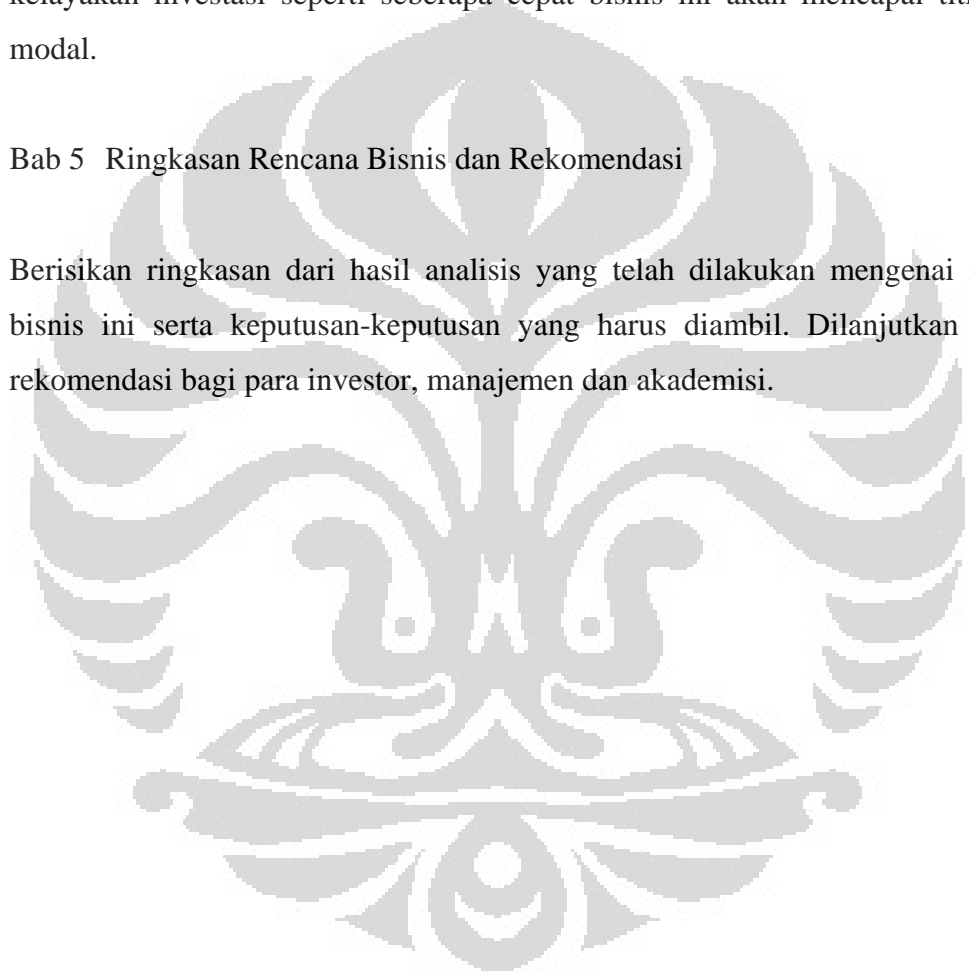 kelayakan investasi seperti seberapa cepat bisnis ini akan mencapai
modal.
Bab 5 Ringkasan Rencana Bisnis dan Rekomendasi
Berisikan ringkasan dari hasil analisis yang telah dilakukan mengenai
bisnis ini serta keputusan-keputusan yang harus diambil. Dilanjutkan
rekomendasi bagi para investor, manajemen dan akademisi.